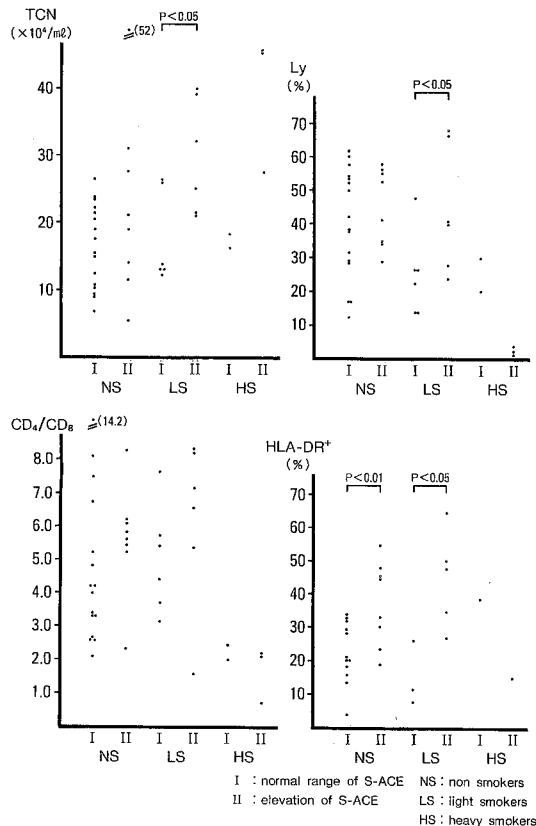 TCN
(×10⁴/mℓ)
(52)
P<0.05
40
30
20
10
I II I II I II
NS LS HS
Ly
(%)
P<0.05
70
60
50
40
30
20
10
I II I II I II
NS LS HS
CD₄/CD₈
(14.2)
8.0
7.0
6.0
5.0
4.0
3.0
2.0
1.0
I II I II I II
NS LS HS
HLA-DR⁺
(%)
P<0.01 P<0.05
70
60
50
40
30
20
10
I II I II I II
NS LS HS
I : normal range of S-ACE NS : non smokers
II : elevation of S-ACE LS : light smokers
HS : heavy smokers